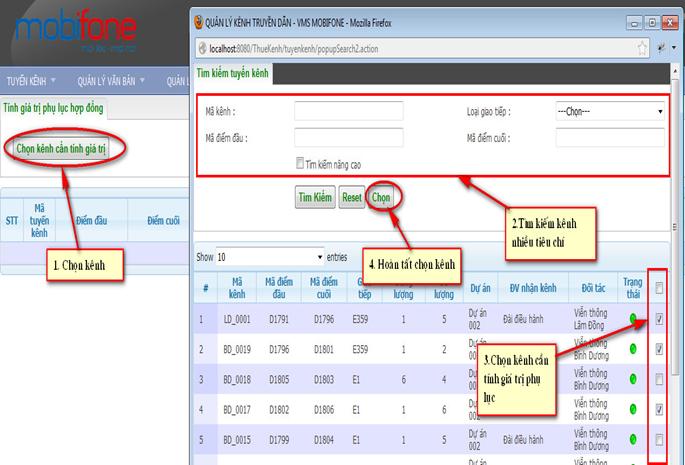 mobifone
QUẢN LÝ KÊNH TRUYỀN DẪN - VMS MOBIFONE - Mozilla Firefox
localhost:8080/ThueKenh/tuyenkenh/popupSearch2.action
TUYẾN KÊNH QUẢN LÝ VĂN BẢN QUẢN L
Tính giá trị phụ lục hợp đồng
Chọn kênh cần tính giá trị
STT Mã tuyến kênh Điểm đầu Điểm cuối
1. Chọn kênh
Tìm kiếm tuyến kênh
Mã kênh : Loại giao tiếp : ---Chọn---
Mã điểm đầu : Mã điểm cuối :
Tìm kiếm nâng cao
Tìm Kiếm Reset Chọn
2.Tìm kiếm kênh
nhiều tiêu chí
4. Hoàn tất chọn kênh
Show 10 entries
# Mã kênh Mã điểm đầu Mã điểm cuối tiếp lượng lượng Dự án ĐV nhận kênh Đối tác Trạng thái
1 LD_0001 D1791 D1796 E359 1 5 Dự án 002 Đài điều hành Viễn thông Lâm Đồng
2 BD_0019 D1796 D1801 E359 1 2 Dự án 002 Viễn thông Bình Dương
3 BD_0018 D1805 D1803 E1 6 4 Viễn thông Bình Dương
4 BD_0017 D1802 D1806 E1 1 6 Viễn thông Bình Dương
5 BD_0015 D1799 D1804 E1 1 5 Dự án 002 Đài điều hành Viễn thông Bình Dương
3.Chọn kênh cần
tính giá trị phụ
lục